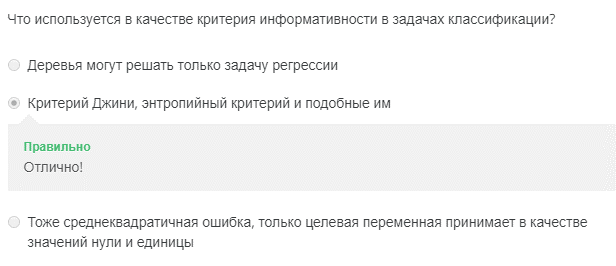 Что используется в качестве критерия информативности в задачах классификации?
Деревья могут решать только задачу регрессии
Критерий Джини, энтропийный критерий и подобные им
Правильно
Отлично!
Тоже среднеквадратичная ошибка, только целевая переменная принимает в качестве
значений нули и единицы